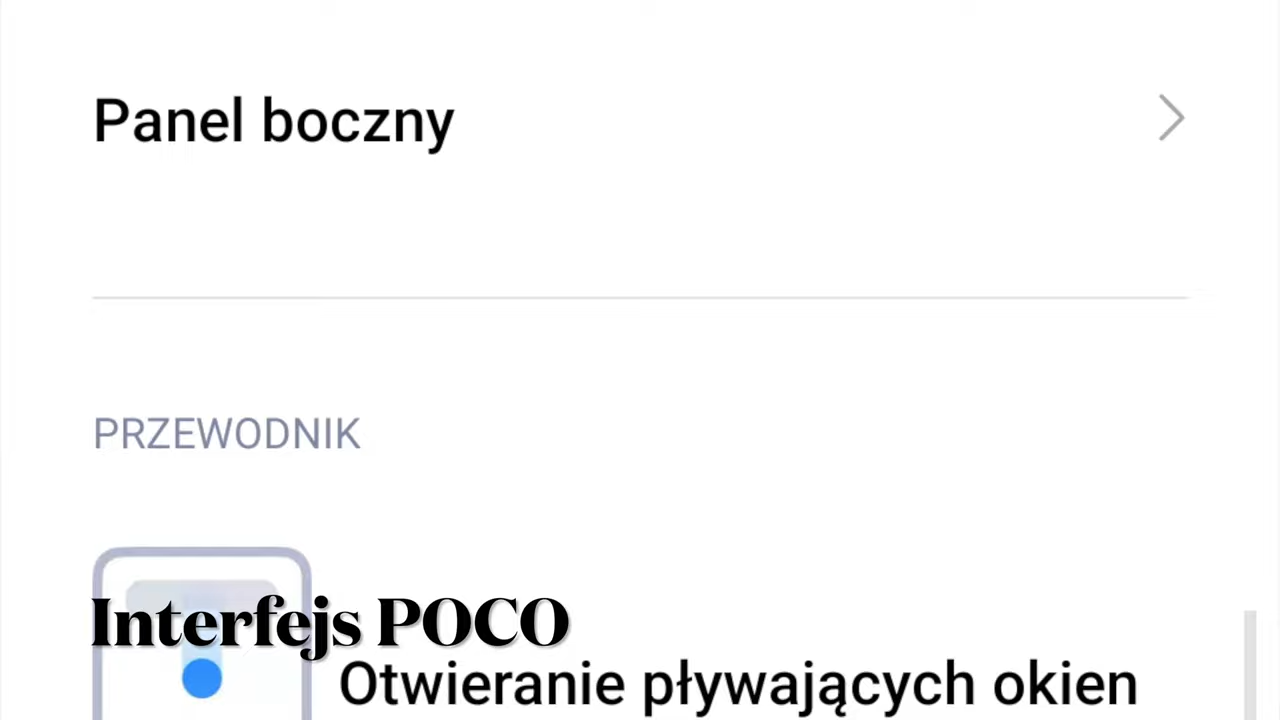 Panel boczny
PRZEWODNIK
Interfejs POCO
Otwieranie pływających okien